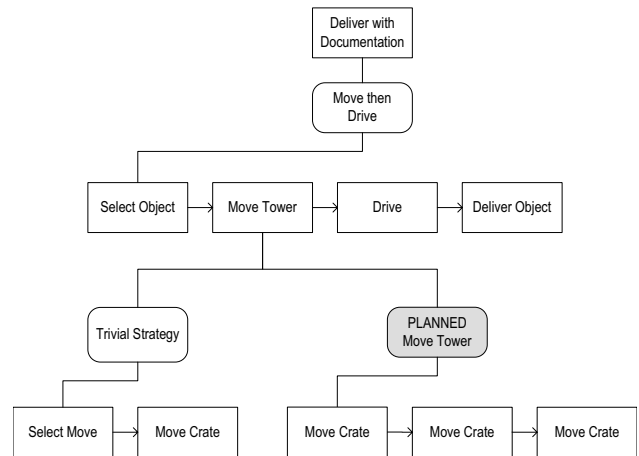 Deliver with
Documentation
Move then
Drive
Select Object
Move Tower
Drive
Deliver Object
Trivial Strategy
PLANNED
Move Tower
Select Move
Move Crate
Move Crate
Move Crate
Move Crate